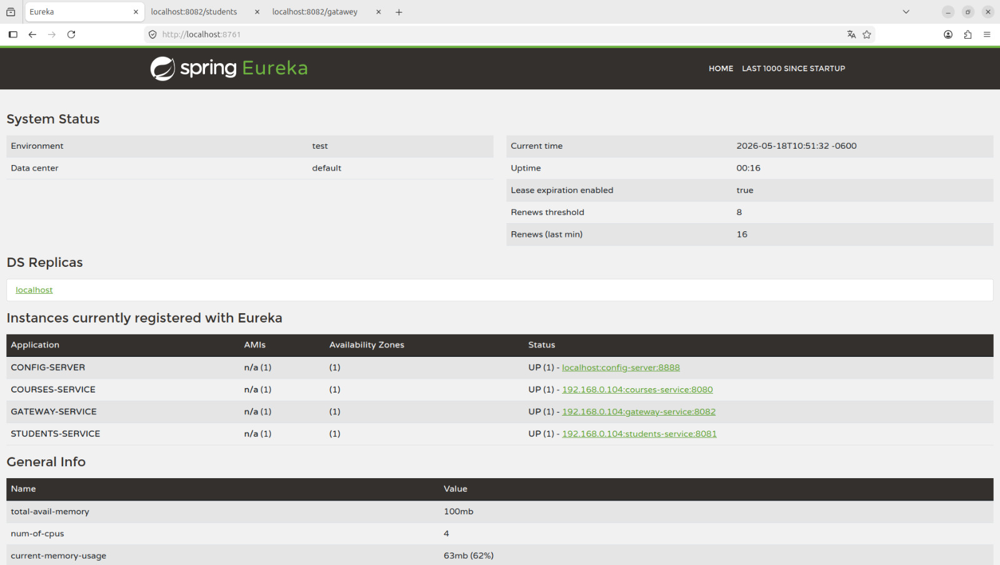 Eureka
localhost:8082/students
localhost:8082/gatawey
http://localhost:8761
spring Eureka
HOME
LAST 1000 SINCE STARTUP
System Status
Environment test
Data center default
Current time 2026-05-18T10:51:32 -0600
Uptime 00:16
Lease expiration enabled true
Renews threshold 8
Renews (last min) 16
DS Replicas
localhost
Instances currently registered with Eureka
Application AMIs Availability Zones Status
CONFIG-SERVER n/a (1) (1) UP (1) - localhost:config-server:8888
COURSES-SERVICE n/a (1) (1) UP (1) - 192.168.0.104:courses-service:8080
GATEWAY-SERVICE n/a (1) (1) UP (1) - 192.168.0.104:gateway-service:8082
STUDENTS-SERVICE n/a (1) (1) UP (1) - 192.168.0.104:students-service:8081
General Info
Name Value
total-avail-memory 100mb
num-of-cpus 4
current-memory-usage 63mb (62%)